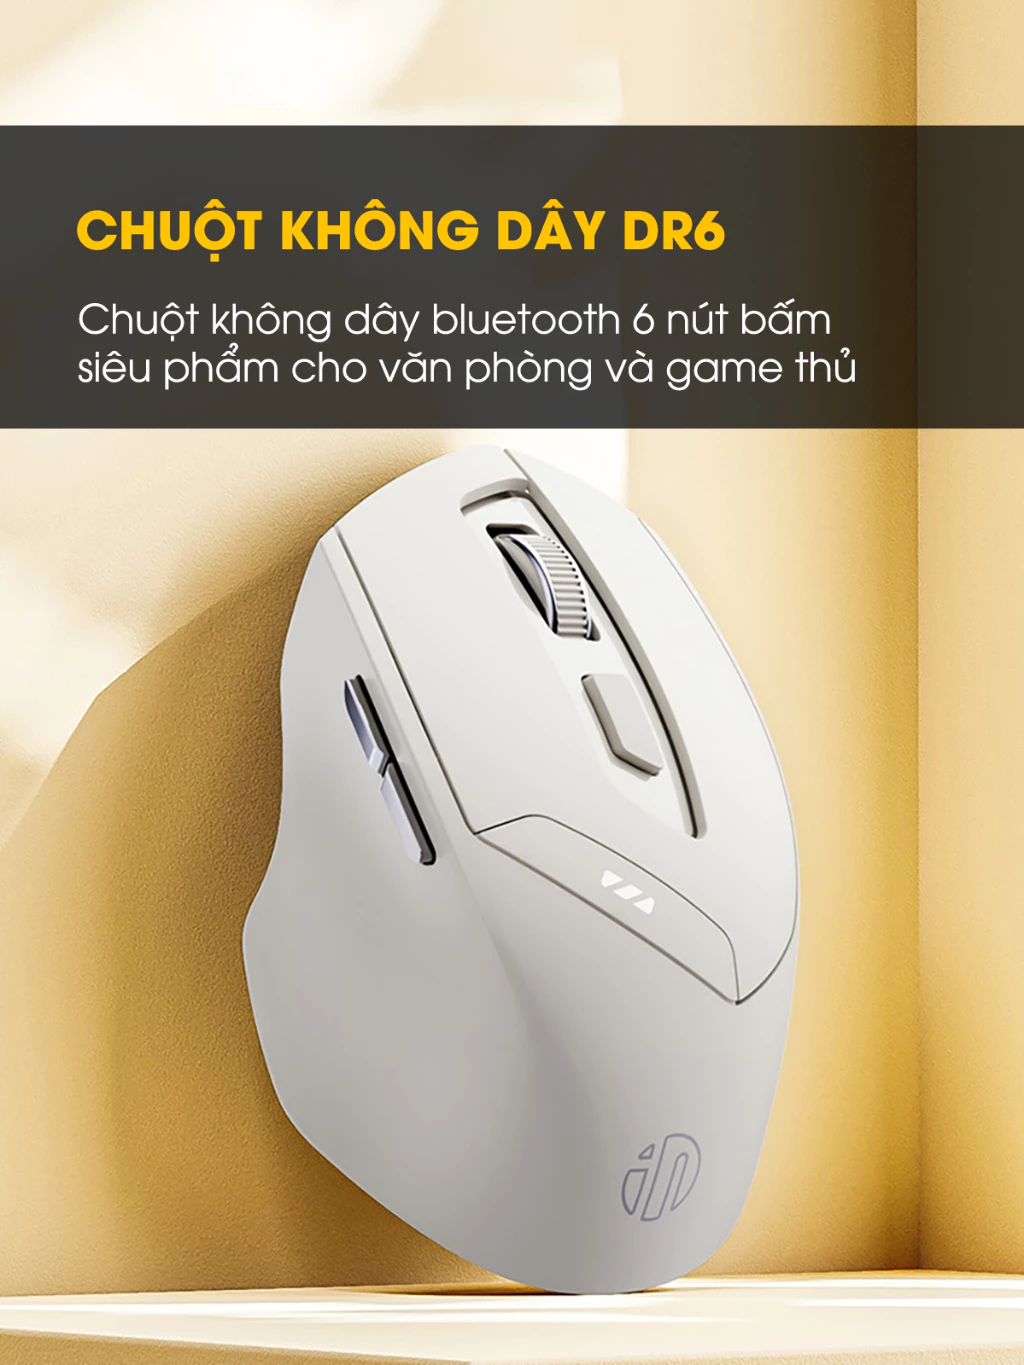 CHUỘT KHÔNG DÂY DR6
Chuột không dây bluetooth 6 nút bấm
siêu phẩm cho văn phòng và game thủ